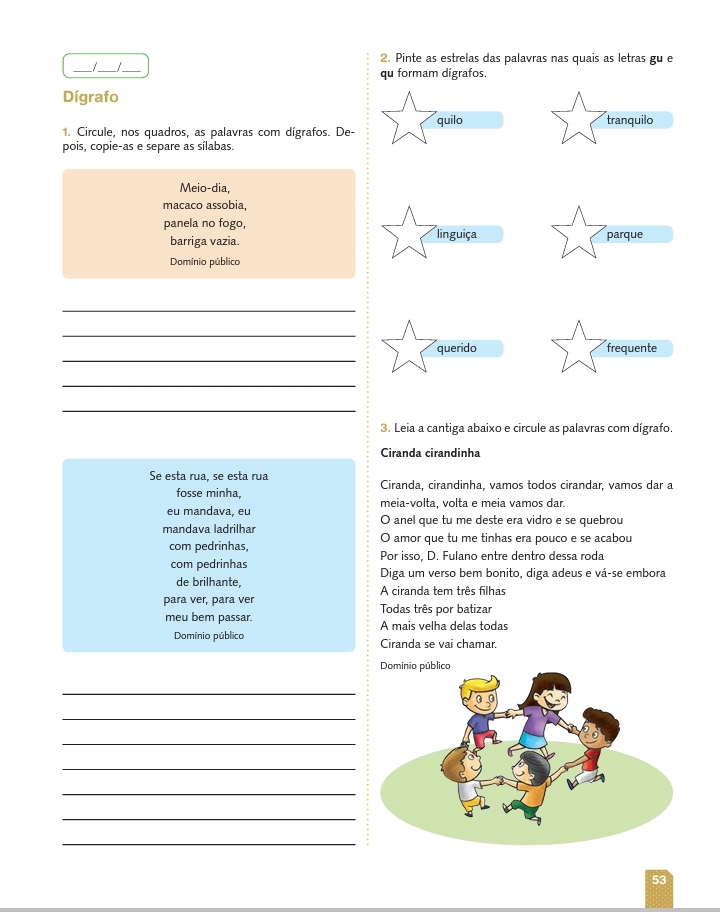 ___/___/___
Dígrafo
1. Circule, nos quadros, as palavras com dígrafos. De-
pois, copie-as e separe as sílabas.
Meio-dia,
macaco assobia,
panela no fogo,
barriga vazia.
Domínio público
Se esta rua, se esta rua
fosse minha,
eu mandava, eu
mandava ladrilhar
com pedrinhas,
com pedrinhas
de brilhante,
para ver, para ver
meu bem passar.
Domínio público
2. Pinte as estrelas das palavras nas quais as letras gu e
qu formam dígrafos.
quilo
tranquilo
linguiça
parque
querido
frequente
3. Leia a cantiga abaixo e circule as palavras com dígrafo.
Ciranda cirandinha
Ciranda, cirandinha, vamos todos cirandar, vamos dar a
meia-volta, volta e meia vamos dar.
O anel que tu me deste era vidro e se quebrou
O amor que tu me tinhas era pouco e se acabou
Por isso, D. Fulano entre dentro dessa roda
Diga um verso bem bonito, diga adeus e vá-se embora
A ciranda tem três filhas
Todas três por batizar
A mais velha delas todas
Ciranda se vai chamar.
Domínio público
53